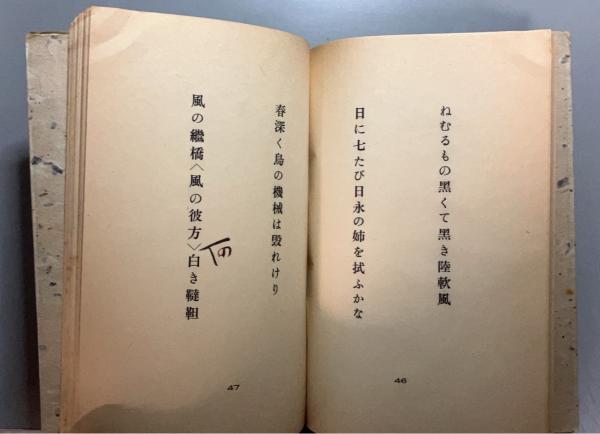 ねむるもの黒くて黒き陸軟風
日に七たび日永の姉を拭ふかな
46
春深く鳥の機械は毀れけり
風の繼橋〈風の彼方〉白き韃靼
の
47